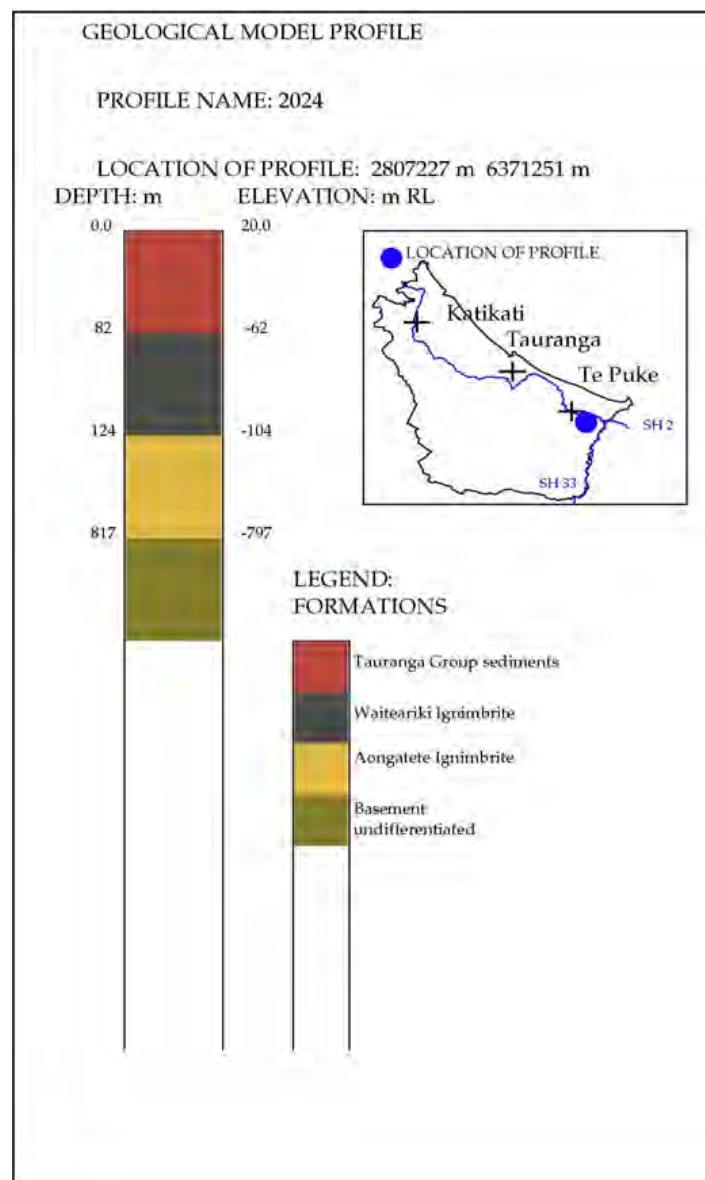 GEOLOGICAL MODEL PROFILE
PROFILE NAME: 2024
LOCATION OF PROFILE: 2807227 m 6371251 m
DEPTH: m ELEVATION: m RL
0.0 20.0
82 -62
124 -104
817 -797
LOCATION OF PROFILE
Katikati
Tauranga
Te Puke
SH 2
SH 33
LEGEND:
FORMATIONS
Tauranga Group sediments
Waiteariki Ignimbrite
Aongatete Ignimbrite
Basement
undifferentiated